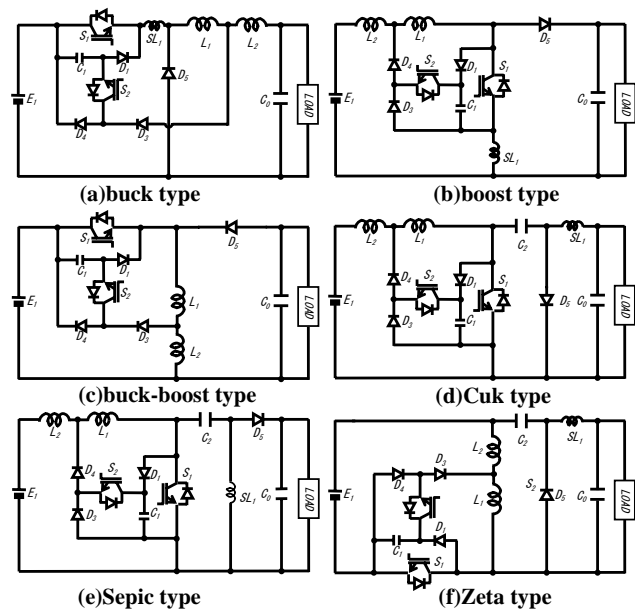 S1 SL1 L1 L2
C1 D1
S2 D5
E1 C0 LOAD
D4 D3
(a)buck type
L2 L1 D5
D4 S2 D1 S1
E1 D3 C1 C0 LOAD
SL1
(b)boost type
S1 D5
C1 D1
S2 L1
E1 C0 LOAD
D4 D3 L2
(c)buck-boost type
L2 L1 C2 SL1
D4 S2 D1 S1
E1 D3 C1 D5 C0 LOAD
(d)Cuk type
L2 L1 C2 D5
D4 S2 D1 S1
E1 D3 C1 SL1 C0 LOAD
(e)Sepic type
C2 SL1
L2
D4 D3
E1 L1 S2 D5 C0 LOAD
D1
C1
S1
(f)Zeta type